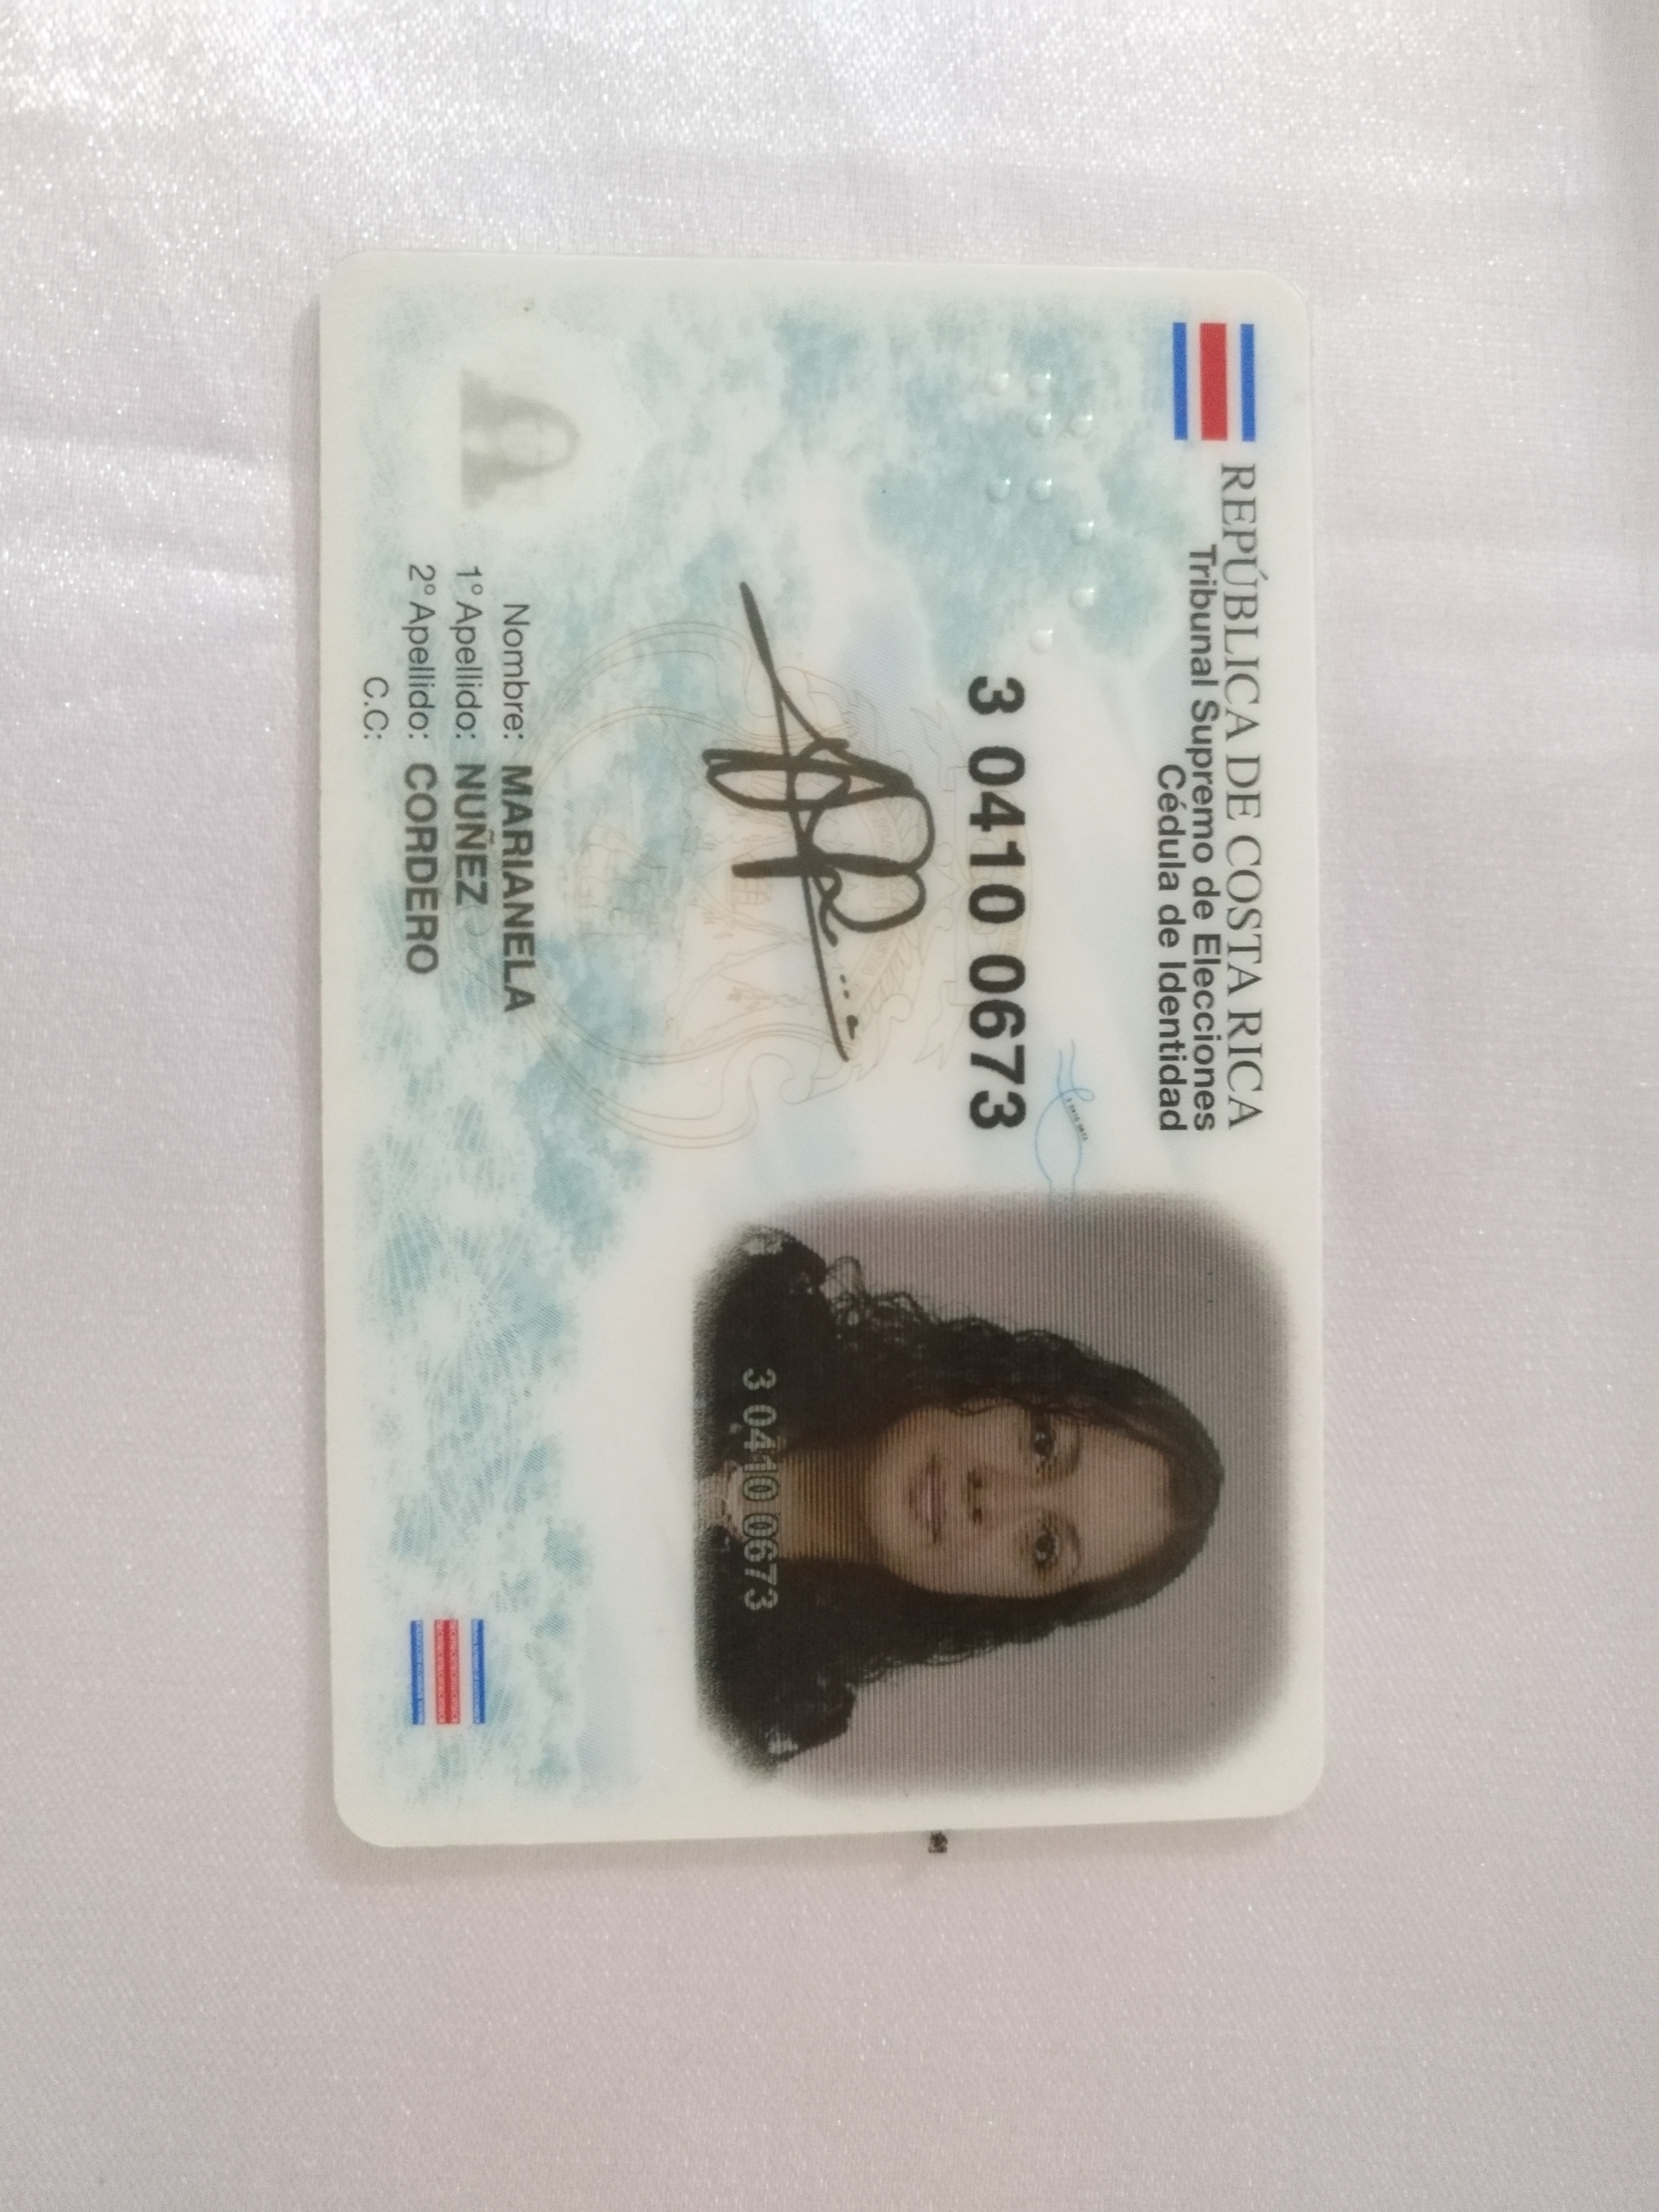 REPÚBLICA DE COSTA RICA
Tribunal Supremo de Elecciones
Cédula de Identidad
3 0410 0673
3 0410 0673
Nombre: MARIANELA
1° Apellido: NUÑEZ
2° Apellido: CORDERO
C.C: